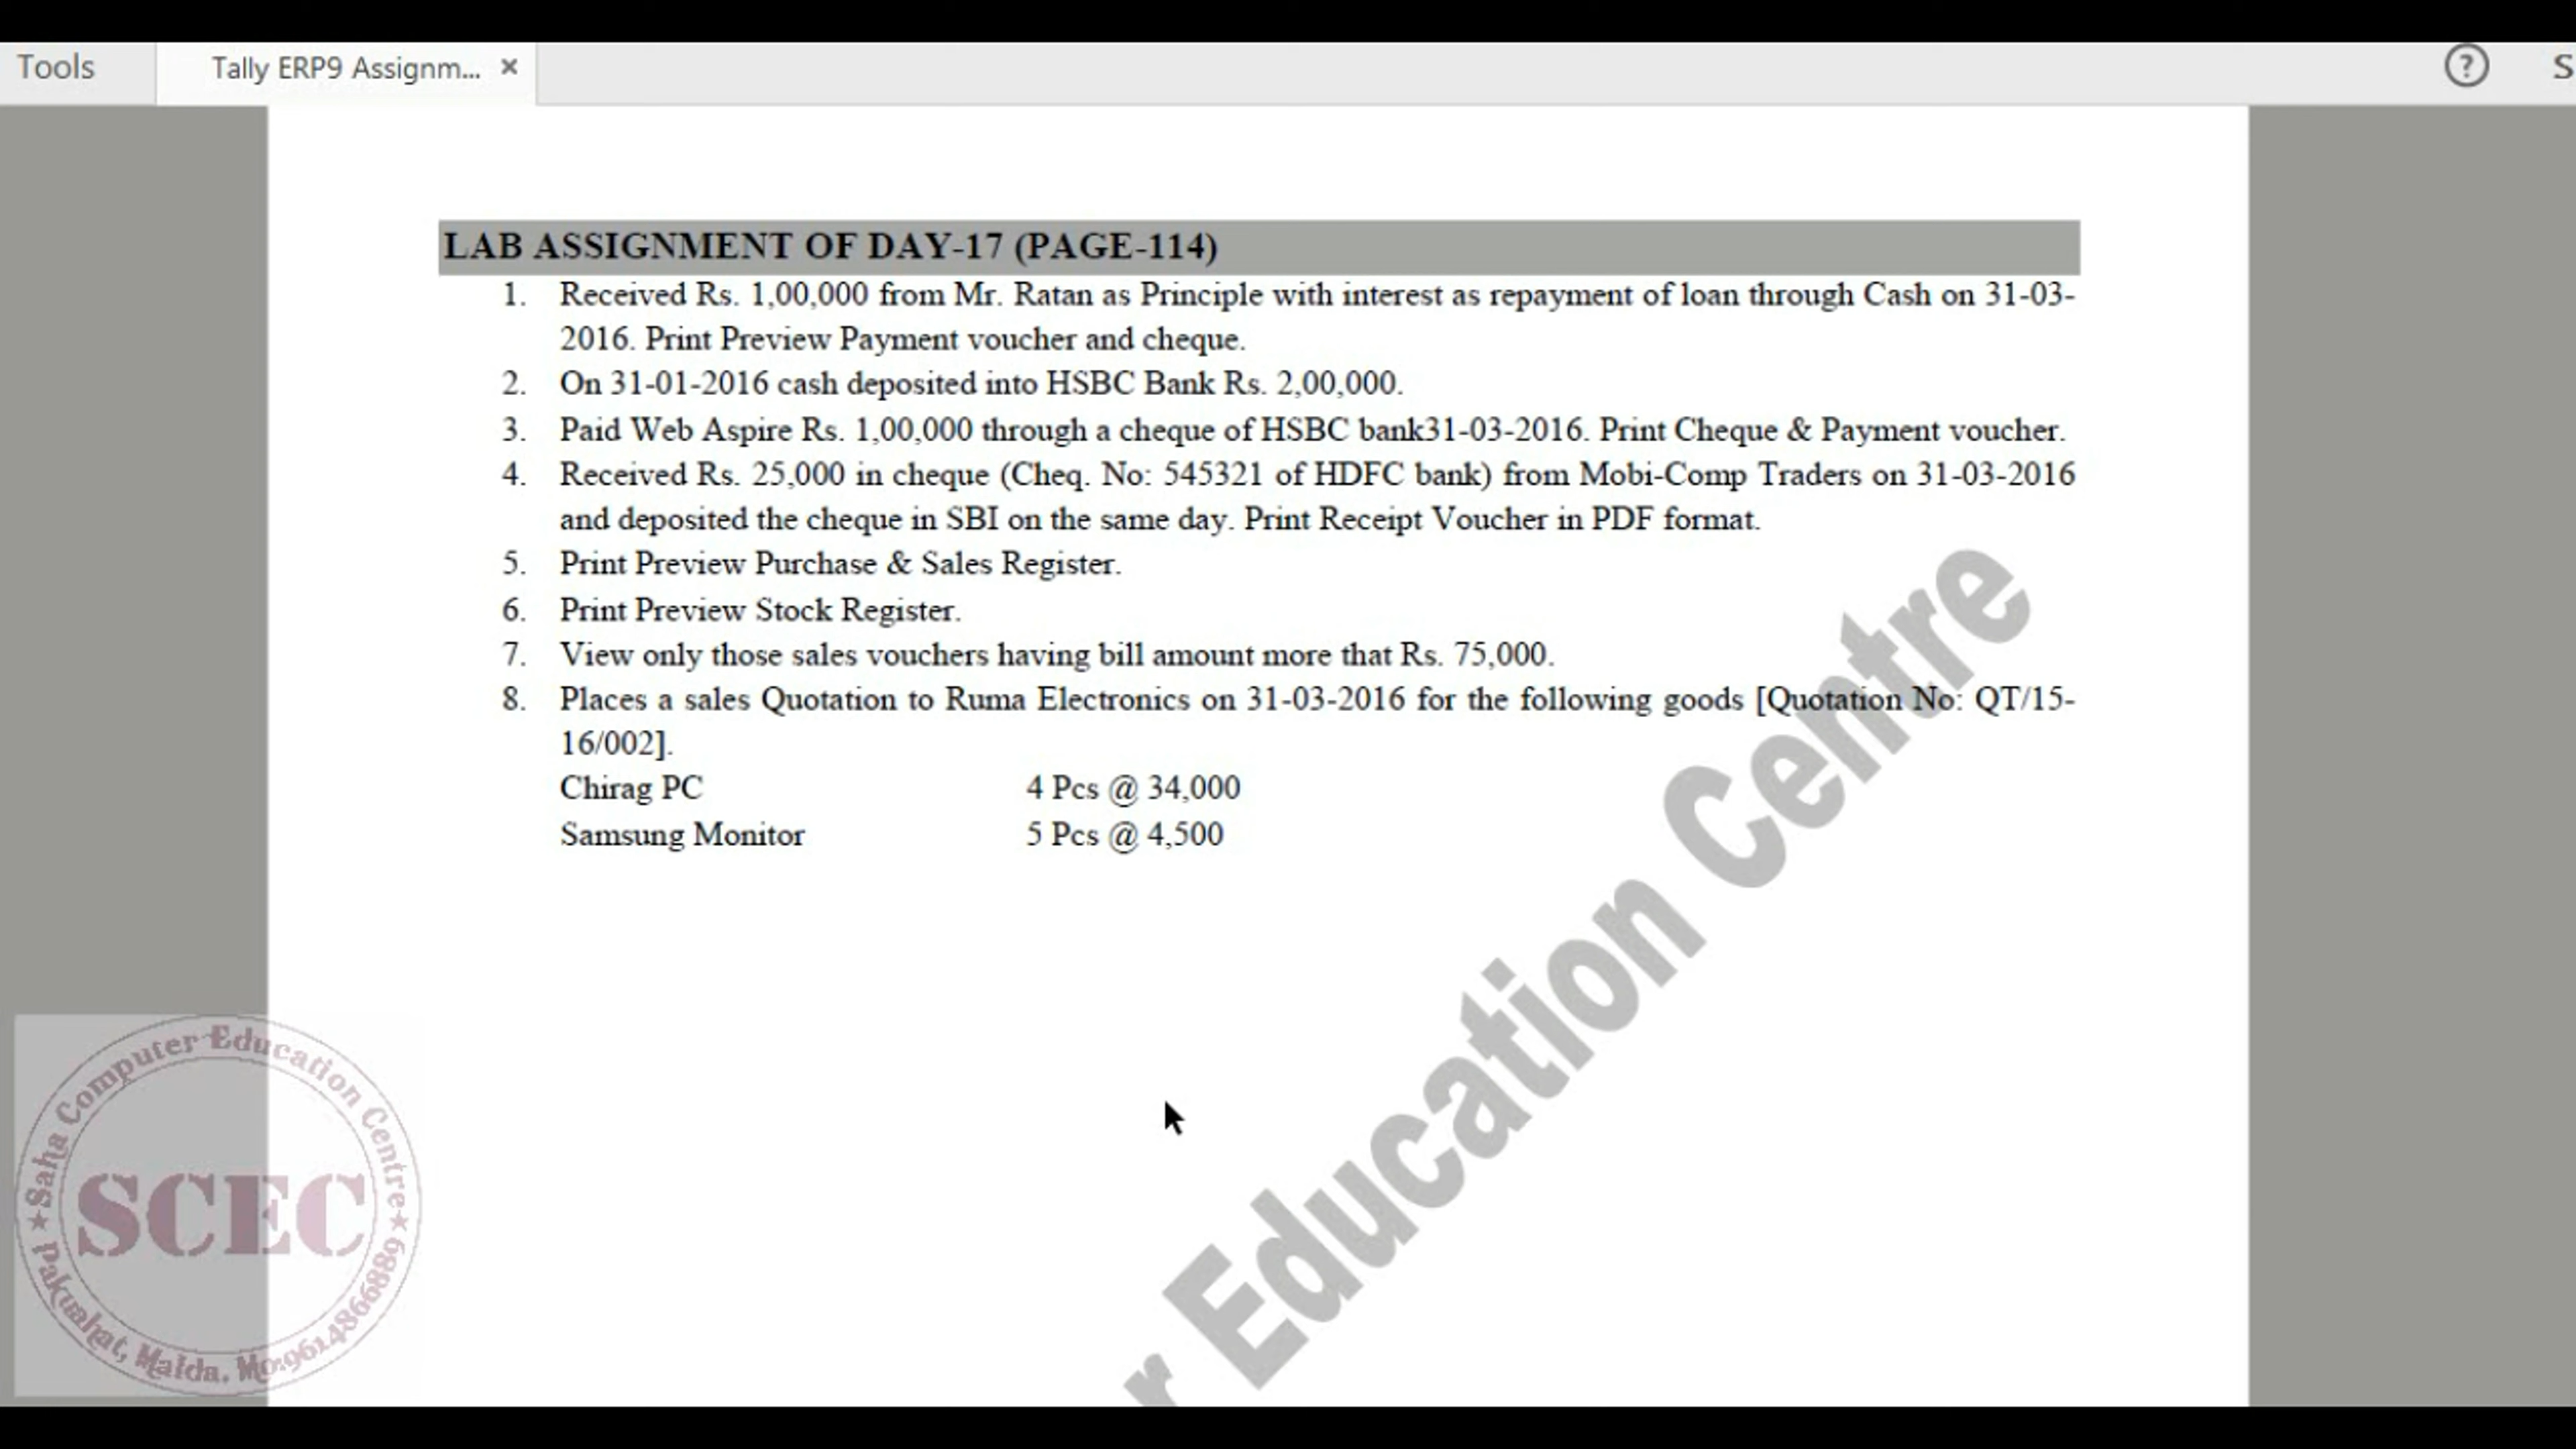 Tools
Tally ERP9 Assignm... ×
?
S
LAB ASSIGNMENT OF DAY-17 (PAGE-114)
1. Received Rs. 1,00,000 from Mr. Ratan as Principle with interest as repayment of loan through Cash on 31-03-
2016. Print Preview Payment voucher and cheque.
2. On 31-01-2016 cash deposited into HSBC Bank Rs. 2,00,000.
3. Paid Web Aspire Rs. 1,00,000 through a cheque of HSBC bank31-03-2016. Print Cheque & Payment voucher.
4. Received Rs. 25,000 in cheque (Cheq. No: 545321 of HDFC bank) from Mobi-Comp Traders on 31-03-2016
and deposited the cheque in SBI on the same day. Print Receipt Voucher in PDF format.
5. Print Preview Purchase & Sales Register.
6. Print Preview Stock Register.
7. View only those sales vouchers having bill amount more that Rs. 75,000.
8. Places a sales Quotation to Ruma Electronics on 31-03-2016 for the following goods [Quotation No: QT/15-
16/002].
Chirag PC 4 Pcs @ 34,000
Samsung Monitor 5 Pcs @ 4,500
r Education Centre
Saha Computer Education Centre
SCEC
Pakuahat, Malda. Mo:9614866889